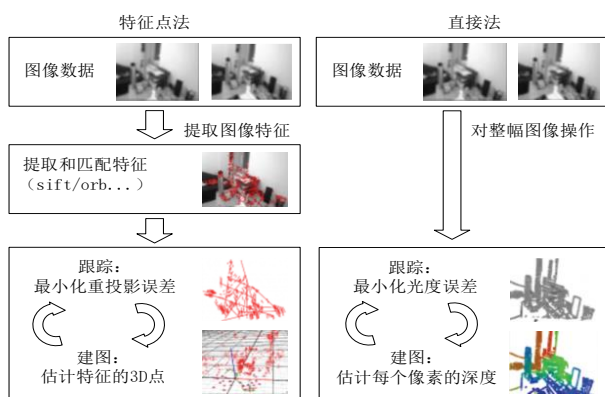 特征点法
图像数据
提取图像特征
提取和匹配特征
（sift/orb...）
跟踪：
最小化重投影误差
建图：
估计特征的3D点
直接法
图像数据
对整幅图像操作
跟踪：
最小化光度误差
建图：
估计每个像素的深度